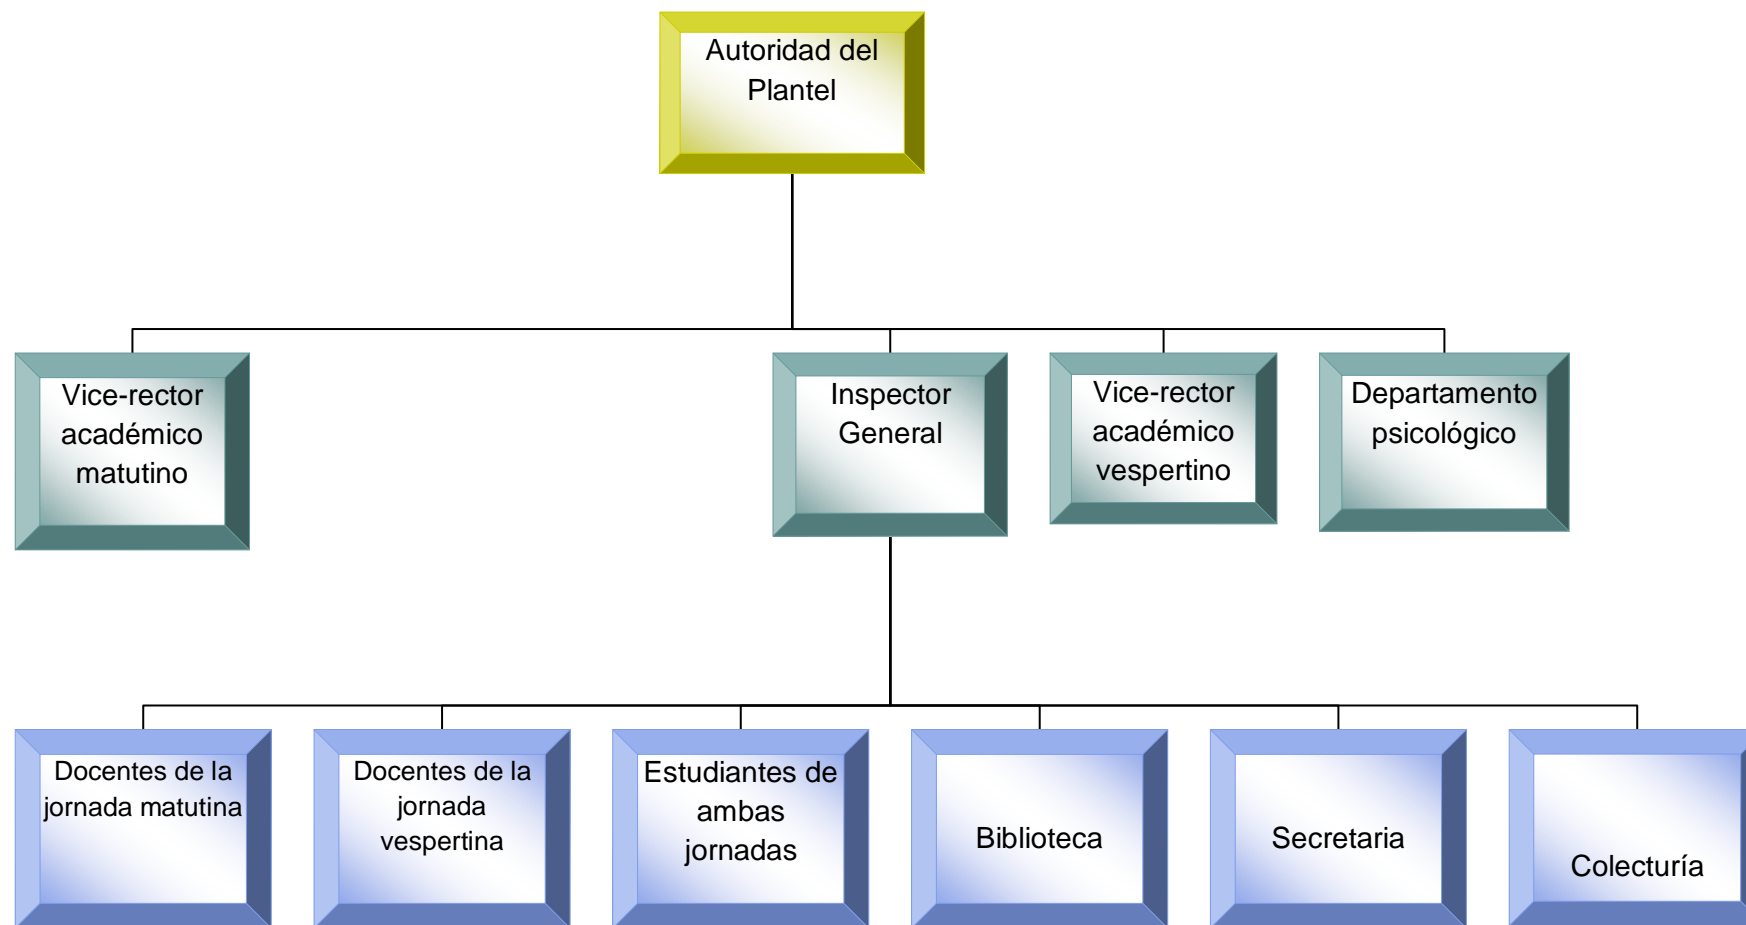 Autoridad del
Plantel
Vice-rector
académico
matutino
Inspector
General
Vice-rector
académico
vespertino
Departamento
psicológico
Docentes de la
jornada matutina
Docentes de la
jornada
vespertina
Estudiantes de
ambas
jornadas
Biblioteca
Secretaria
Colecturía